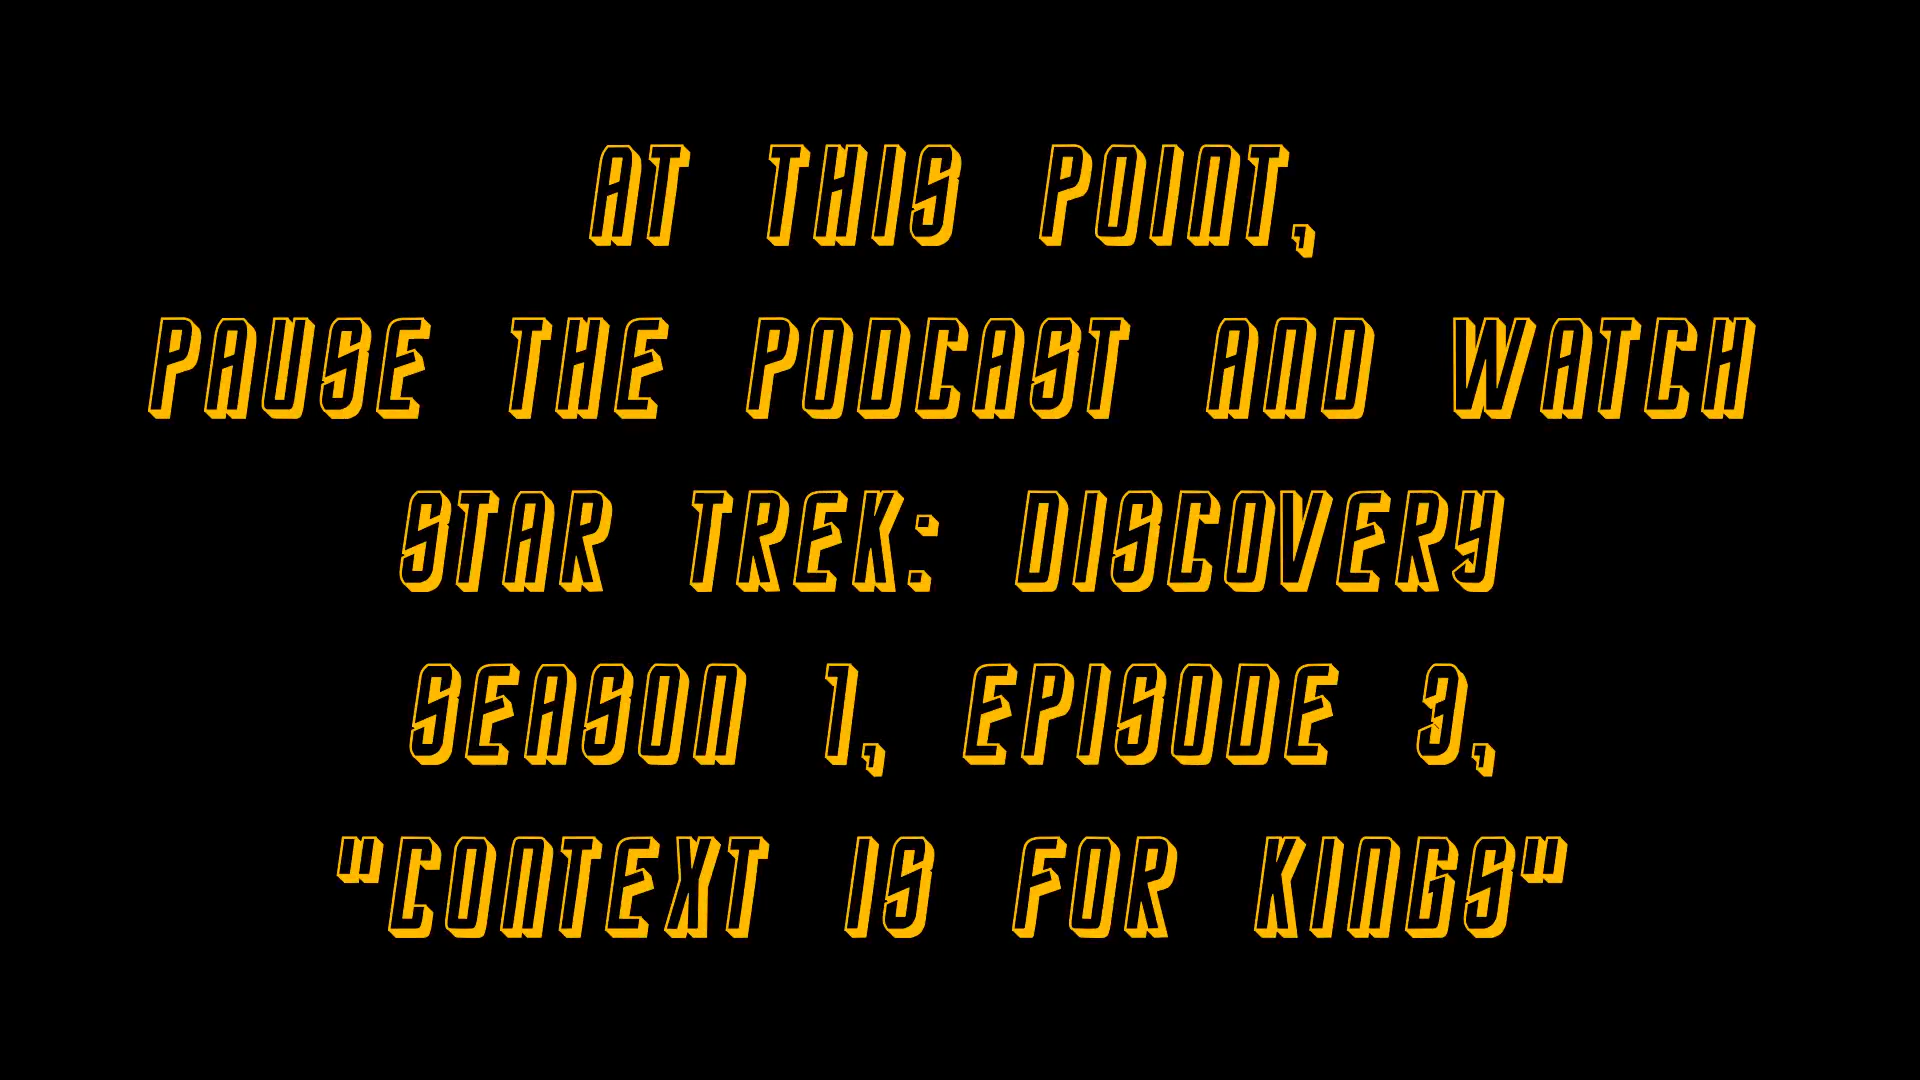 AT THIS POINT,
PAUSE THE PODCAST AND WATCH
STAR TREK: DISCOVERY
SEASON 1, EPISODE 3,
"CONTEXT IS FOR KINGS"